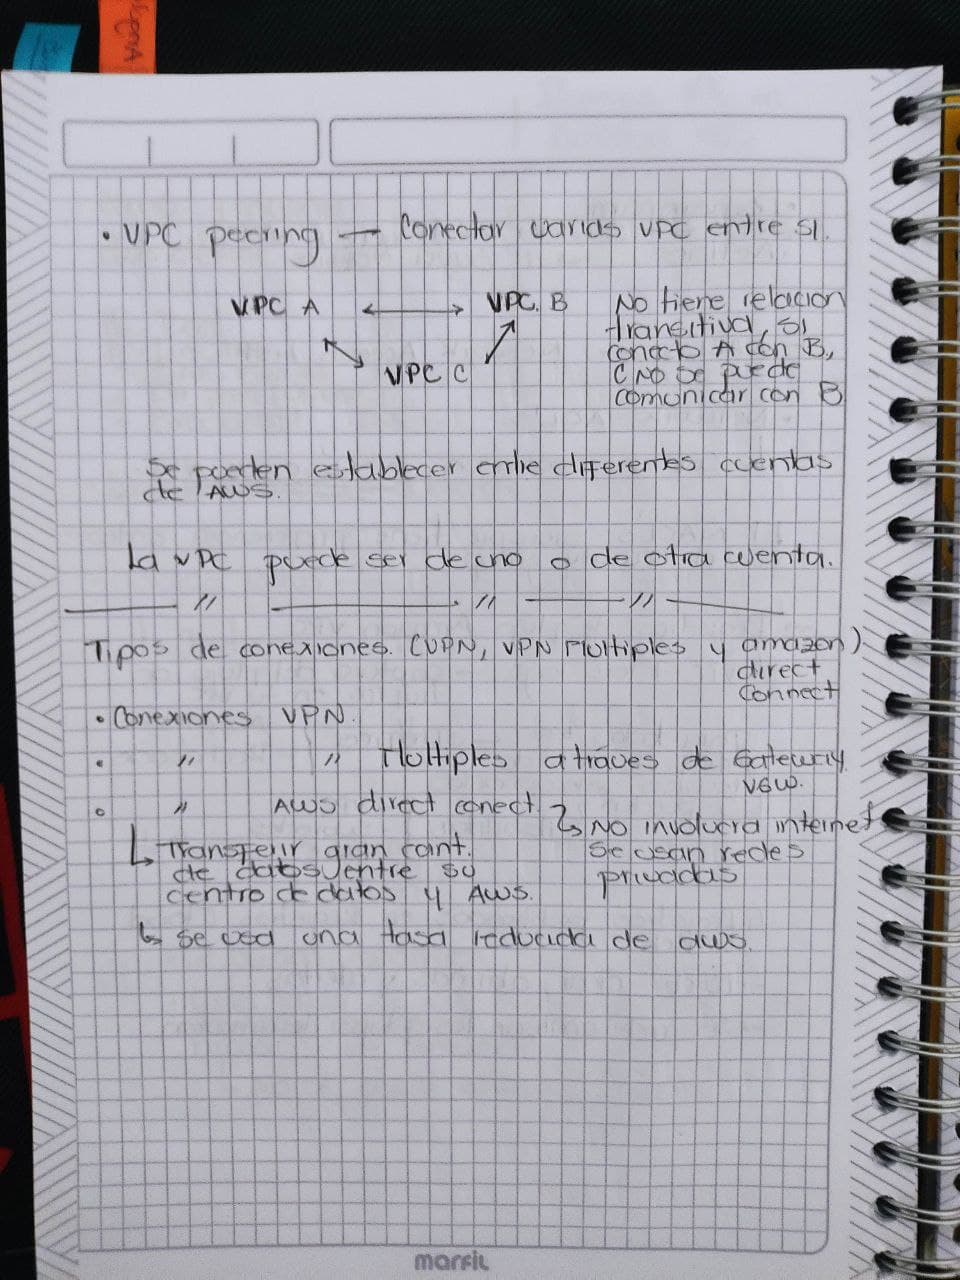 • VPC peering — Conectar varias VPC entre si.
VPC A ⟷ VPC. B
VPC C
No tiene relacion
transitiva, si
conecto A con B,
C no se puede
comunicar con B
Se pueden establecer entre diferentes cuentas
de AWS.
La VPC puede ser de uno o de otra cuenta.
Tipos de conexiones. (VPN, VPN Multiples y amazon)
direct
connect
• Conexiones VPN.
• " " Multiples a traves de Gateway.
VGW.
• " AWS direct conect.
↳ No involucra internet
se usan redes
privadas
↳ Transferir gran cant.
de datos entre su
centro de datos y AWS.
↳ se usa una tasa reducida de aws.
marfil